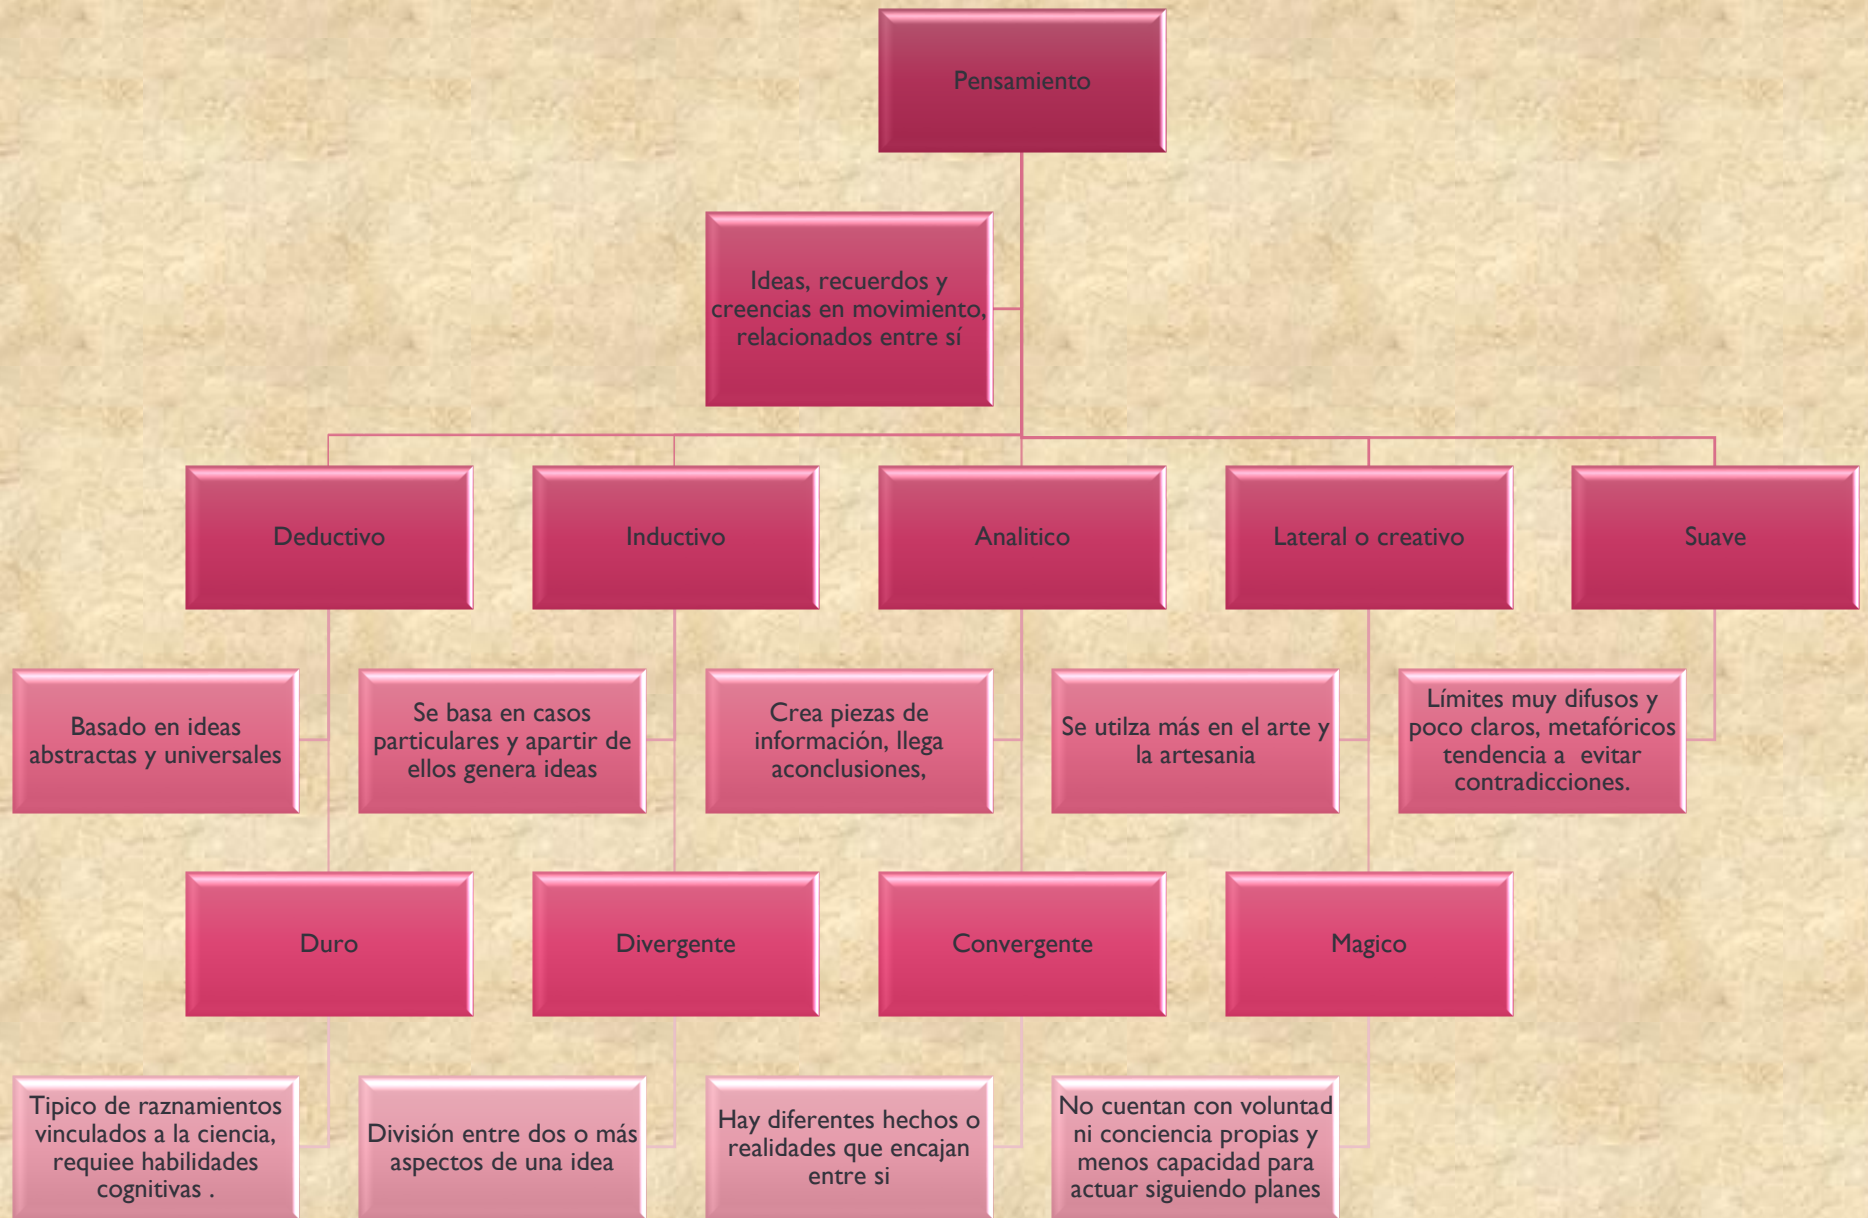 Pensamiento
Ideas, recuerdos y
creencias en movimiento,
relacionados entre sí
Deductivo
Inductivo
Analitico
Lateral o creativo
Suave
Basado en ideas
abstractas y universales
Se basa en casos
particulares y apartir de
ellos genera ideas
Crea piezas de
información, llega
aconclusiones,
Se utilza más en el arte y
la artesania
Límites muy difusos y
poco claros, metafóricos
tendencia a  evitar
contradicciones.
Duro
Divergente
Convergente
Magico
Tipico de raznamientos
vinculados a la ciencia,
requiee habilidades
cognitivas .
División entre dos o más
aspectos de una idea
Hay diferentes hechos o
realidades que encajan
entre si
No cuentan con voluntad
ni conciencia propias y
menos capacidad para
actuar siguiendo planes